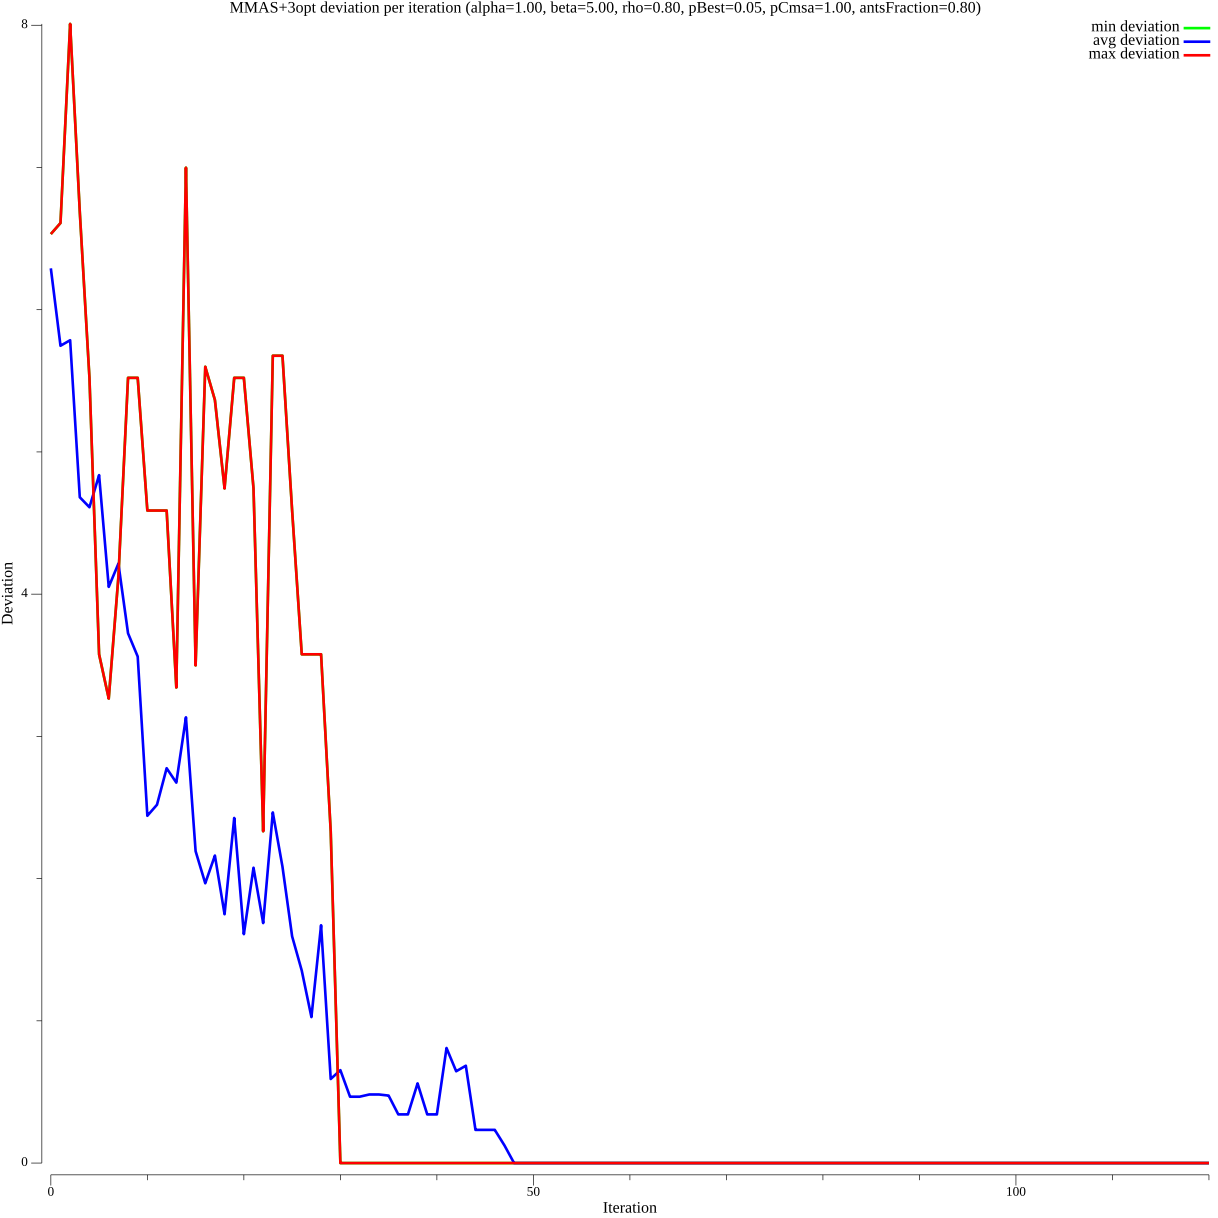 MMAS+3opt deviation per iteration (alpha=1.00, beta=5.00, rho=0.80, pBest=0.05, pCmsa=1.00, antsFraction=0.80)
8
min deviation
avg deviation
max deviation
4
Deviation
0
0
50
100
Iteration